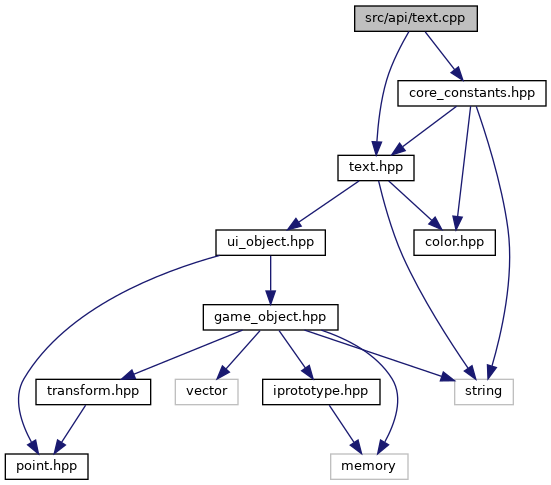 src/api/text.cpp
core_constants.hpp
text.hpp
ui_object.hpp
color.hpp
game_object.hpp
transform.hpp
vector
iprototype.hpp
string
point.hpp
memory